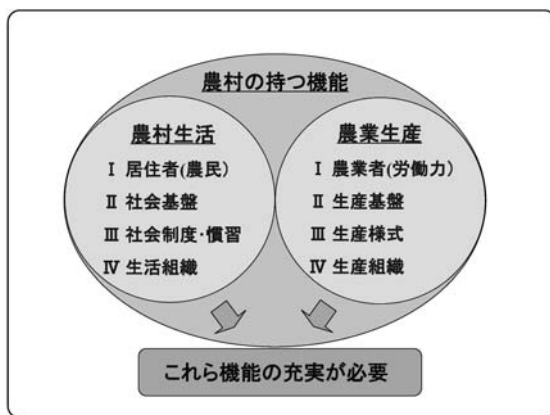 農村の持つ機能
農村生活
Ⅰ 居住者(農民)
Ⅱ 社会基盤
Ⅲ 社会制度・慣習
Ⅳ 生活組織
農業生産
Ⅰ 農業者(労働力)
Ⅱ 生産基盤
Ⅲ 生産様式
Ⅳ 生産組織
これら機能の充実が必要